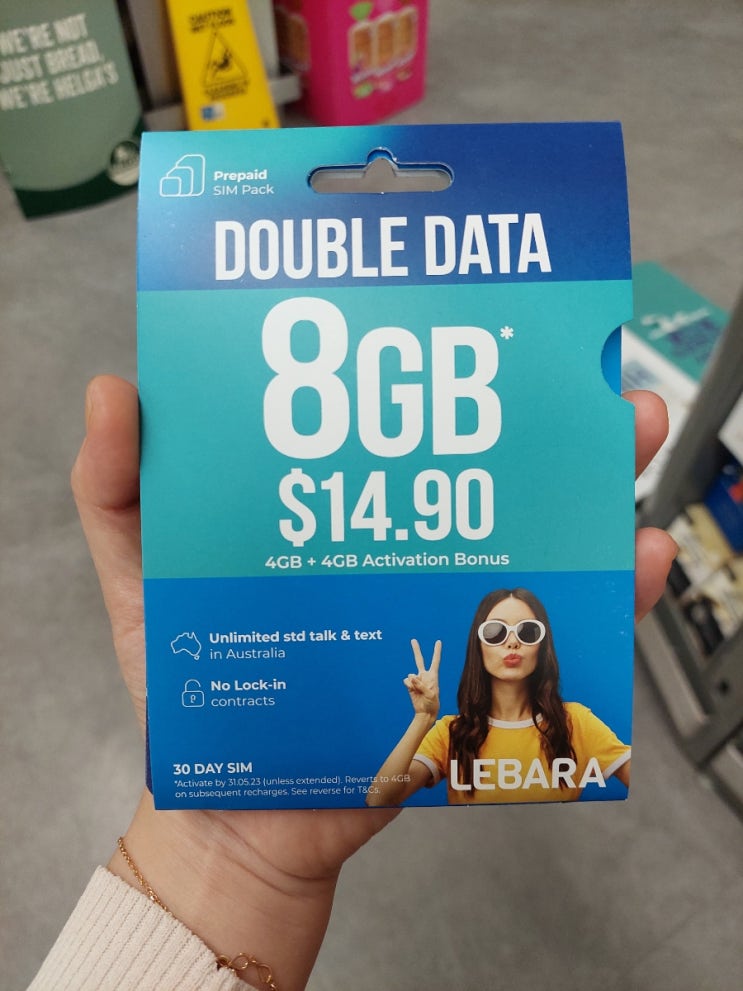 WE'RE NOT
JUST BREAD,
WE'RE HELGA'S
CAUTION
Prepaid
SIM Pack
DOUBLE DATA
8GB*
$14.90
4GB + 4GB Activation Bonus
Unlimited std talk & text
in Australia
No Lock-in
contracts
30 DAY SIM
*Activate by 31.05.23 (unless extended). Reverts to 4GB
on subsequent recharges. See reverse for T&Cs.
LEBARA